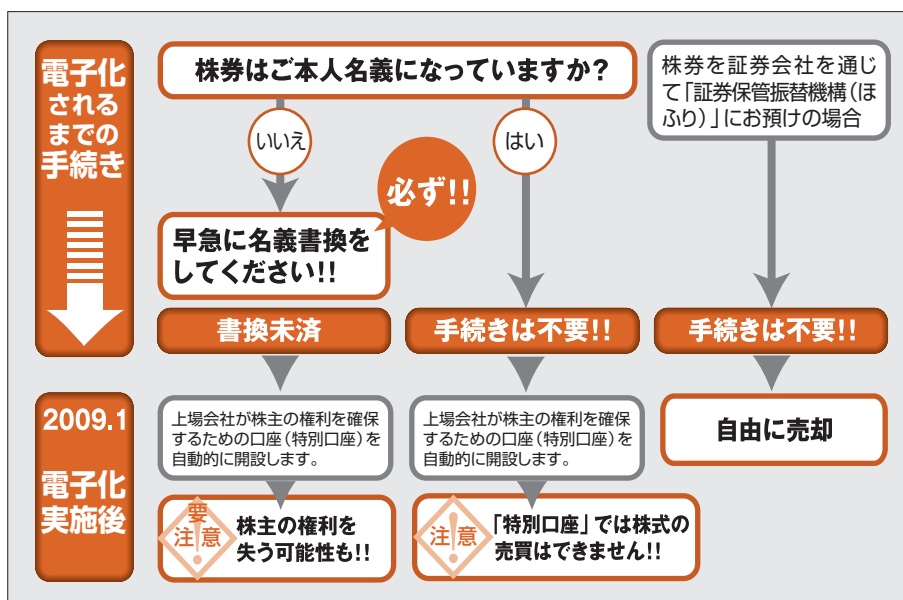 電子化
される
までの
手続き
株券はご本人名義になっていますか？
いいえ
はい
必ず!!
早急に名義書換を
してください!!
株券を証券会社を通じ
て「証券保管振替機構（ほ
ふり）」にお預けの場合
書換未済
手続きは不要!!
手続きは不要!!
2009.1
電子化
実施後
上場会社が株主の権利を確保
するための口座（特別口座）を
自動的に開設します。
上場会社が株主の権利を確保
するための口座（特別口座）を
自動的に開設します。
自由に売却
要
注意
!
株主の権利を
失う可能性も!!
注意
!
「特別口座」では株式の
売買はできません!!